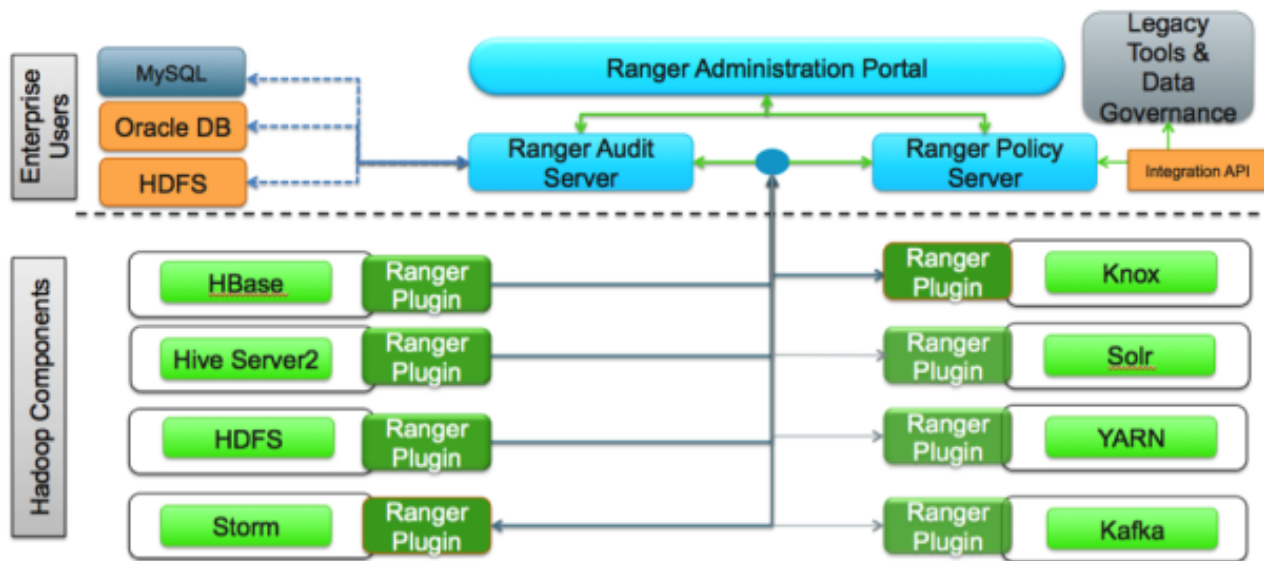 Enterprise
Users
MySQL
Oracle DB
HDFS
Ranger Administration Portal
Ranger Audit
Server
Ranger Policy
Server
Legacy
Tools &
Data
Governance
Integration API
Hadoop Components
HBase
Ranger
Plugin
Hive Server2
Ranger
Plugin
HDFS
Ranger
Plugin
Storm
Ranger
Plugin
Ranger
Plugin
Knox
Ranger
Plugin
Solr
Ranger
Plugin
YARN
Ranger
Plugin
Kafka